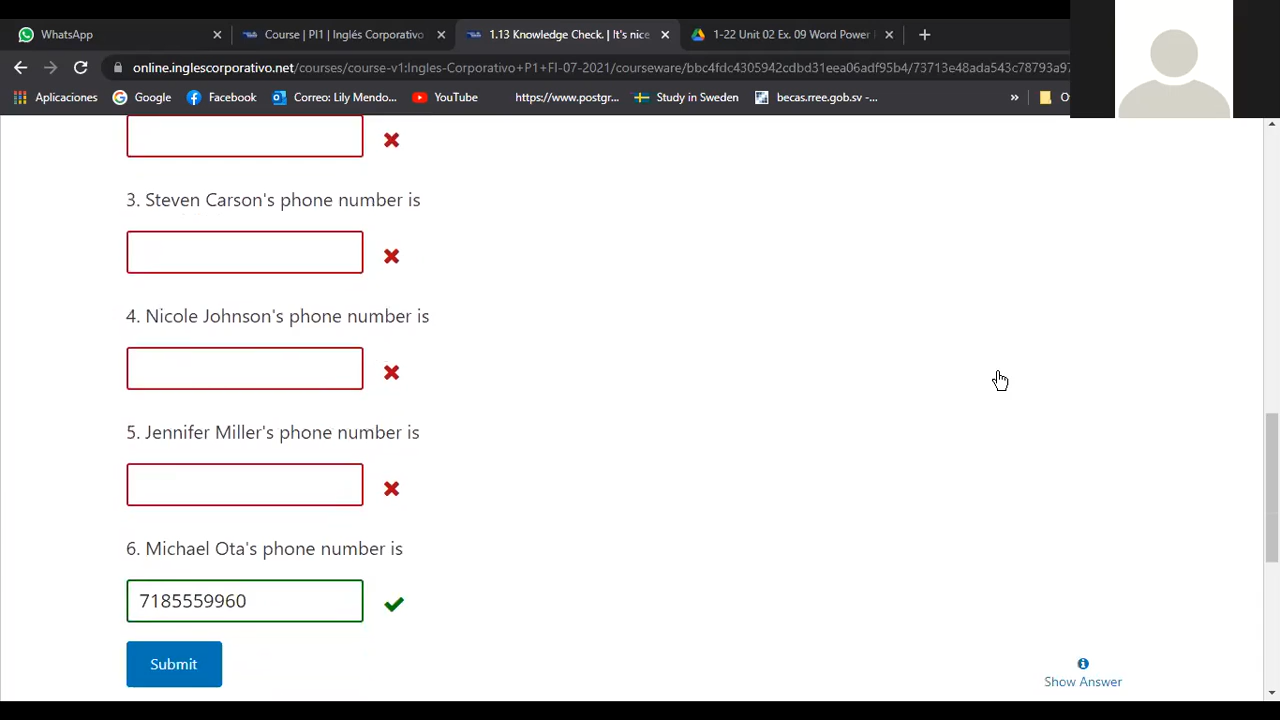 WhatsApp
Course | PI1 | Inglés Corporativo
1.13 Knowledge Check. | It's nice
1-22 Unit 02 Ex. 09 Word Power
online.inglescorporativo.net/courses/course-v1:Ingles-Corporativo+P1+FI-07-2021/courseware/bbc4fdc4305942cdbd31eea06adf95b4/73713e48ada543c78793a97
Aplicaciones
Google
Facebook
Correo: Lily Mendo...
YouTube
https://www.postgr...
Study in Sweden
becas.rree.gob.sv -...
»
3. Steven Carson's phone number is
4. Nicole Johnson's phone number is
5. Jennifer Miller's phone number is
6. Michael Ota's phone number is
7185559960
Submit
Show Answer